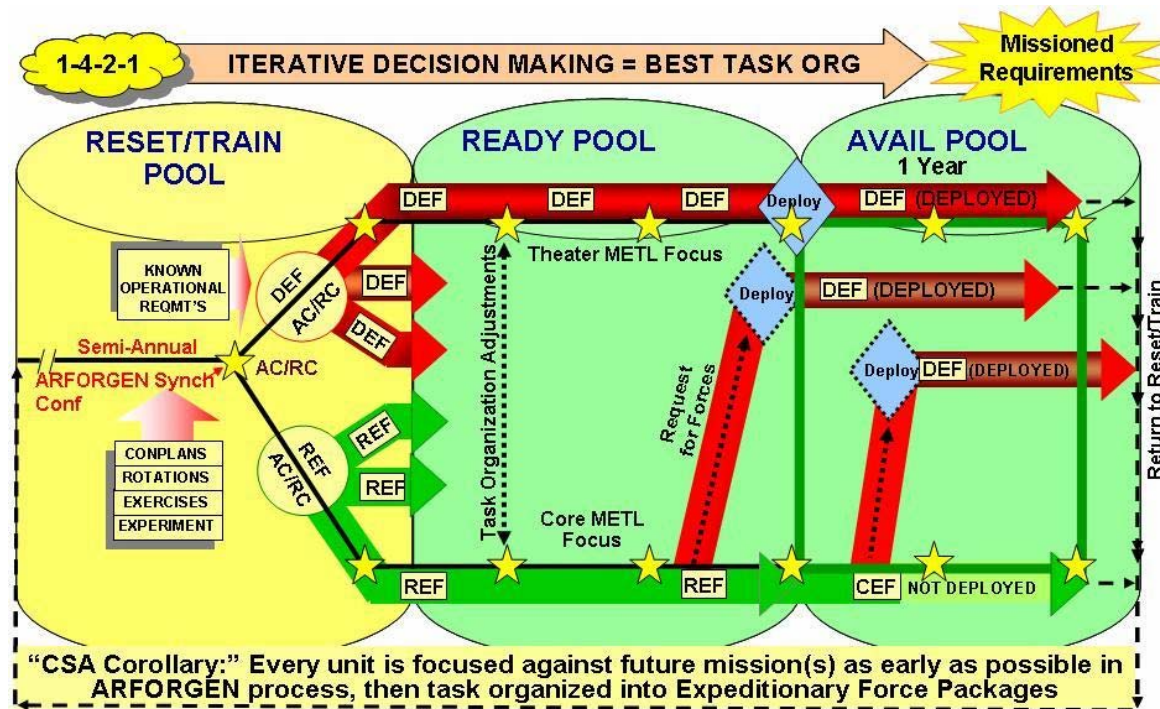 1-4-2-1
ITERATIVE DECISION MAKING = BEST TASK ORG
Missioned
Requirements
RESET/TRAIN
POOL
READY POOL
AVAIL POOL
1 Year
DEF
DEF
DEF
Deploy
DEF
(DEPLOYED)
Theater METL Focus
KNOWN
OPERATIONAL
REQMT'S
DEF
AC/RC
DEF
DEF
Deploy
DEF
(DEPLOYED)
Semi-Annual
ARFORGEN Synch
Conf
AC/RC
Deploy
DEF
(DEPLOYED)
Task Organization Adjustments
Request
for Forces
Return to Reset/Train
CONPLANS
ROTATIONS
EXERCISES
EXPERIMENT
REF
AC/RC
REF
REF
Core METL
Focus
REF
REF
CEF
NOT DEPLOYED
“CSA Corollary:” Every unit is focused against future mission(s) as early as possible in
ARFORGEN process, then task organized into Expeditionary Force Packages